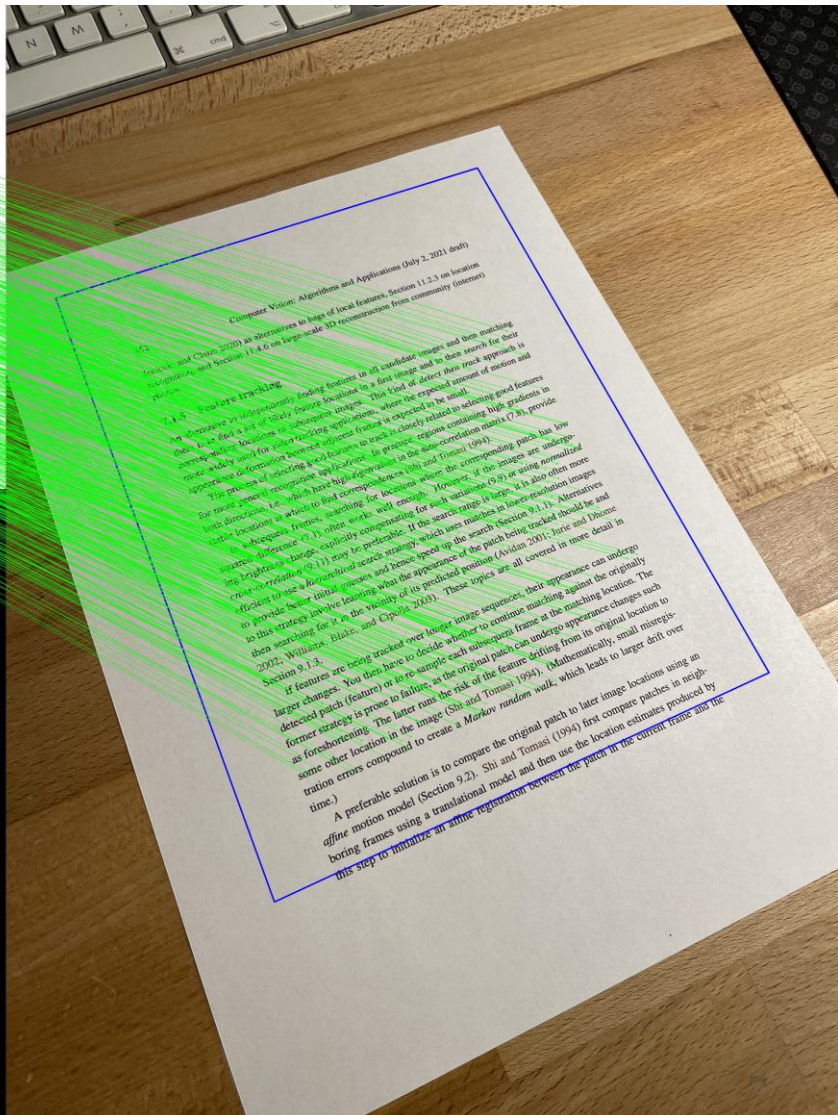 N
M
⌘
cmd
Computer Vision: Algorithms and Applications (July 2, 2021 draft)
and Chum 2020) as alternatives to bags of local features, Section 11.2.3 on location
recognition, and Section 11.4.6 on large-scale 3D reconstruction from community (internet)
photos.
7.1.5 Feature tracking
An alternative to independently finding features in all candidate images and then matching
them is to find a set of likely feature locations in a first image and to then search for their
corresponding locations in subsequent images. This kind of detect then track approach is
more widely used for video tracking applications, where the expected amount of motion and
appearance deformation between adjacent frames is expected to be small.
The process of selecting good features to track is closely related to selecting good features
for more general recognition applications. In practice, regions containing high gradients in
both directions, i.e., which have high eigenvalues in the auto-correlation matrix (7.8), provide
stable locations at which to find correspondences (Shi and Tomasi 1994).
In subsequent frames, searching for locations where the corresponding patch has low
squared difference (7.1) often works well enough. However, if the images are undergo-
ing brightness change, explicitly compensating for such variations (9.9) or using normalized
cross-correlation (9.11) may be preferable. If the search range is large, it is also often more
efficient to use a hierarchical search strategy, which uses matches in lower-resolution images
to provide better initial guesses and hence speed up the search (Section 9.1.1). Alternatives
to this strategy involve learning what the appearance of the patch being tracked should be and
then searching for it in the vicinity of its predicted position (Avidan 2001; Jurie and Dhome
2002; Williams, Blake, and Cipolla 2003). These topics are all covered in more detail in
Section 9.1.3.
If features are being tracked over longer image sequences, their appearance can undergo
larger changes. You then have to decide whether to continue matching against the originally
detected patch (feature) or to re-sample each subsequent frame at the matching location. The
former strategy is prone to failure as the original patch can undergo appearance changes such
as foreshortening. The latter runs the risk of the feature drifting from its original location to
some other location in the image (Shi and Tomasi 1994). (Mathematically, small misregis-
tration errors compound to create a Markov random walk, which leads to larger drift over
time.)
A preferable solution is to compare the original patch to later image locations using an
affine motion model (Section 9.2). Shi and Tomasi (1994) first compare patches in neigh-
boring frames using a translational model and then use the location estimates produced by
this step to initialize an affine registration between the patch in the current frame and the